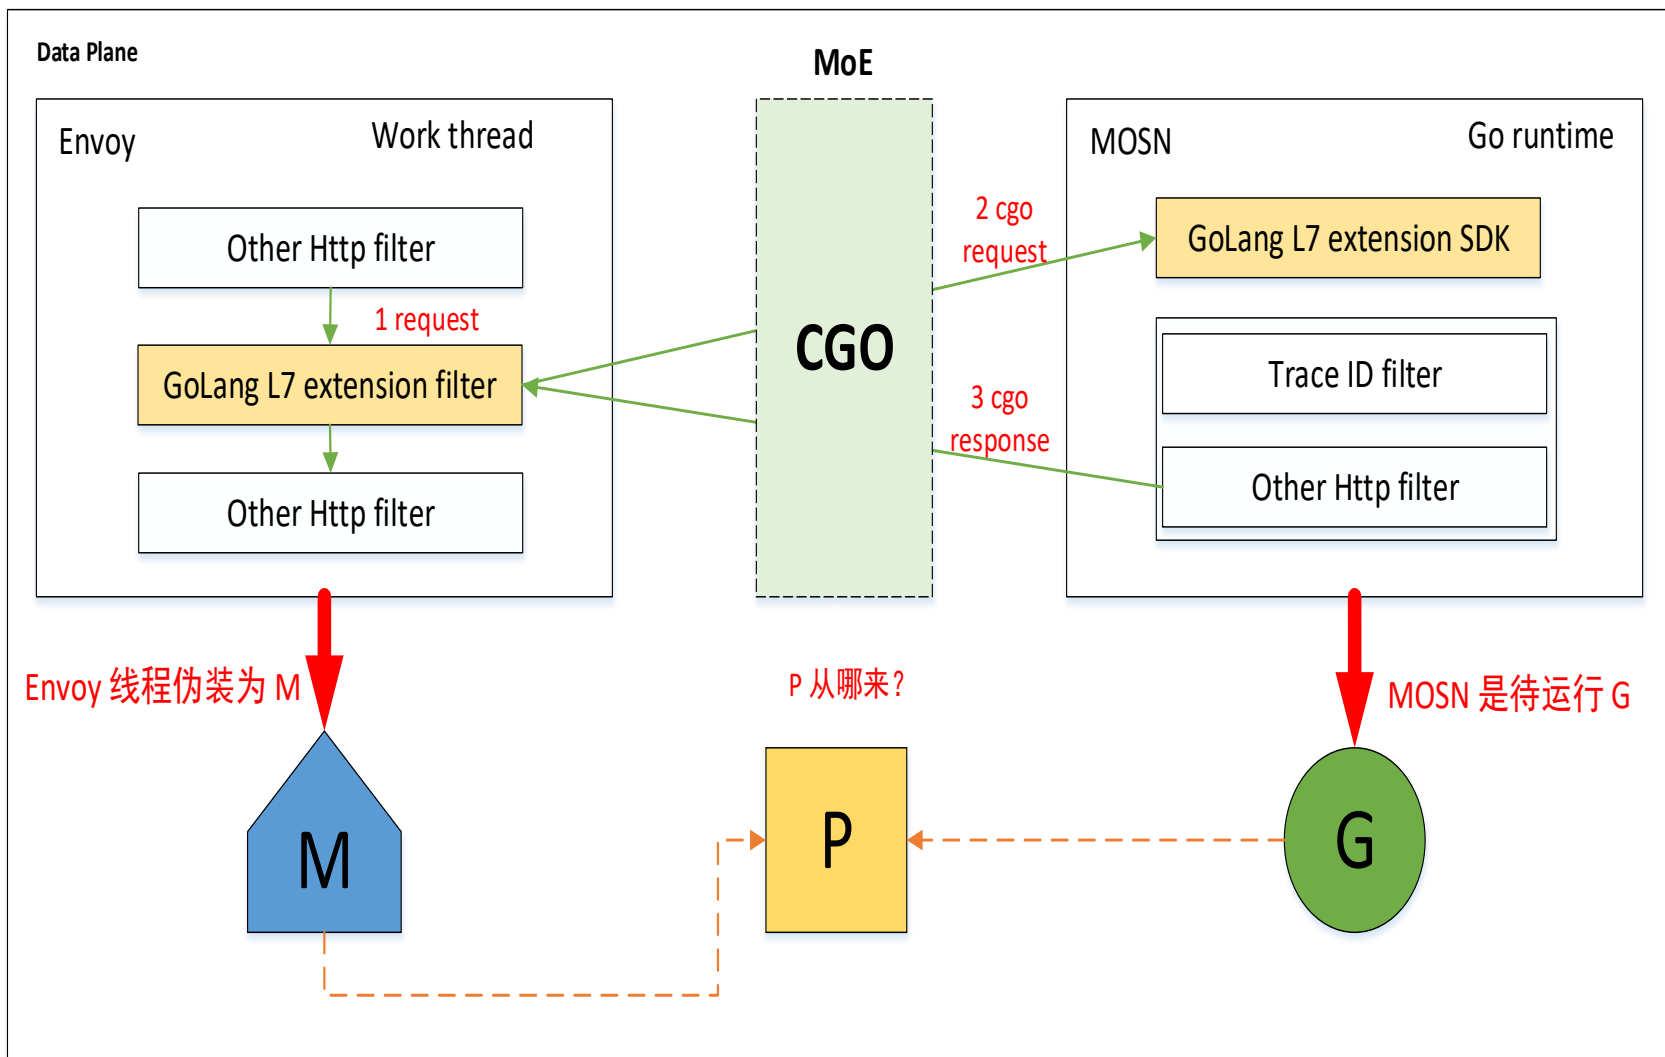 Data Plane
MoE
Envoy
Work thread
Other Http filter
1 request
GoLang L7 extension filter
Other Http filter
CGO
2 cgo
request
3 cgo
response
MOSN
Go runtime
GoLang L7 extension SDK
Trace ID filter
Other Http filter
Envoy 线程伪装为 M
P 从哪来？
MOSN 是待运行 G
M
P
G